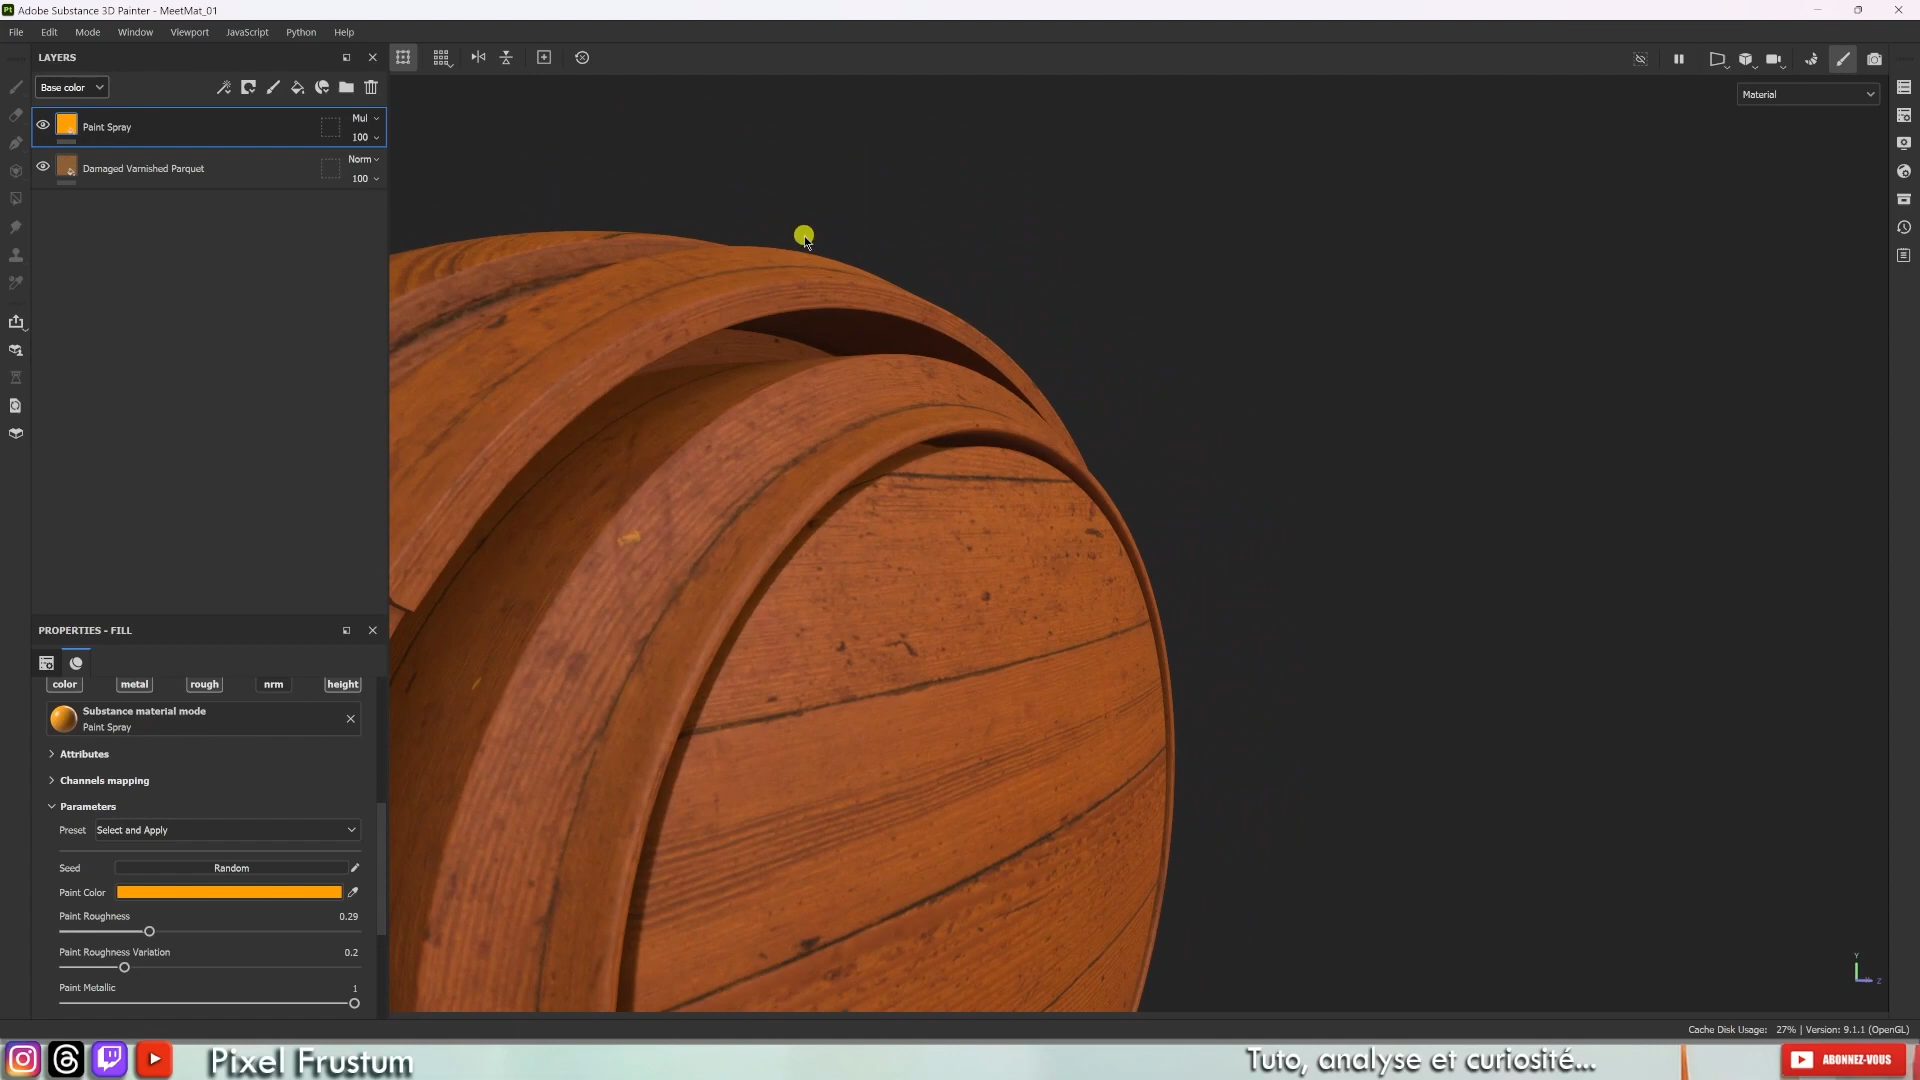 Adobe Substance 3D Painter - MeetMat_01
File Edit Mode Window Viewport JavaScript Python Help
LAYERS
Base color
Paint Spray
Mul
100
Damaged Varnished Parquet
Norm
100
Material
PROPERTIES - FILL
color metal rough nrm height
Substance material mode
Paint Spray
Attributes
Channels mapping
Parameters
Preset Select and Apply
Seed Random
Paint Color
Paint Roughness 0.29
Paint Roughness Variation 0.2
Paint Metallic 1
Y
Z
Cache Disk Usage: 27% | Version: 9.1.1 (OpenGL)
Pixel Frustum
Tuto, analyse et curiosité...
ABONNEZ-VOUS